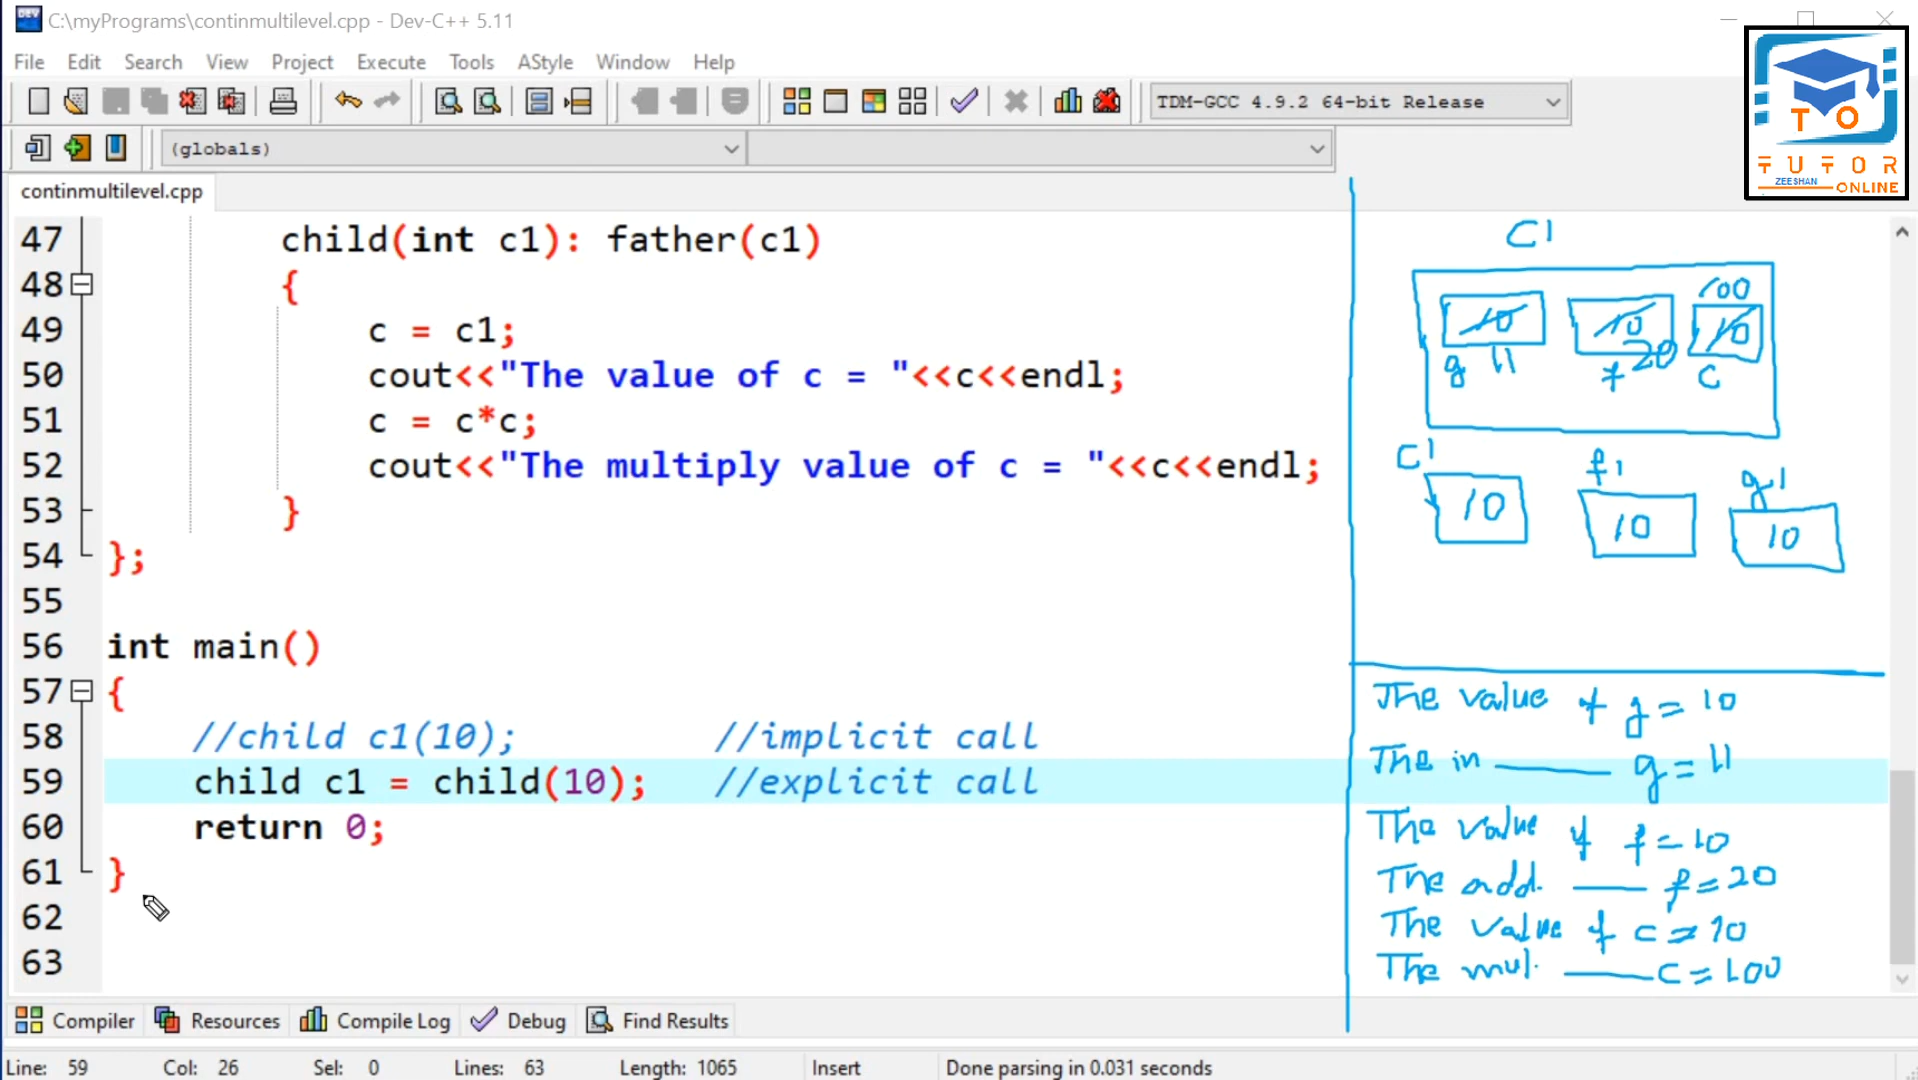 C:\myPrograms\continmultilevel.cpp - Dev-C++ 5.11
File Edit Search View Project Execute Tools AStyle Window Help
TDM-GCC 4.9.2 64-bit Release
(globals)
T O
TUTOR
ZEESHAN ONLINE
continmultilevel.cpp
47 child(int c1): father(c1)
48 {
49 c = c1;
50 cout<<"The value of c = "<<c<<endl;
51 c = c*c;
52 cout<<"The multiply value of c = "<<c<<endl;
53 }
54 };
55
56 int main()
57 {
58 //child c1(10); //implicit call
59 child c1 = child(10); //explicit call
60 return 0;
61 }
62
63
C1
100
10 10 10
g 11 f 20 c
C1 f1 g1
10 10 10
The value of g = 10
The in g = 11
The value of f = 10
The add. f = 20
The value of c = 10
The mul. c = 100
Compiler Resources Compile Log Debug Find Results
Line: 59 Col: 26 Sel: 0 Lines: 63 Length: 1065 Insert Done parsing in 0.031 seconds